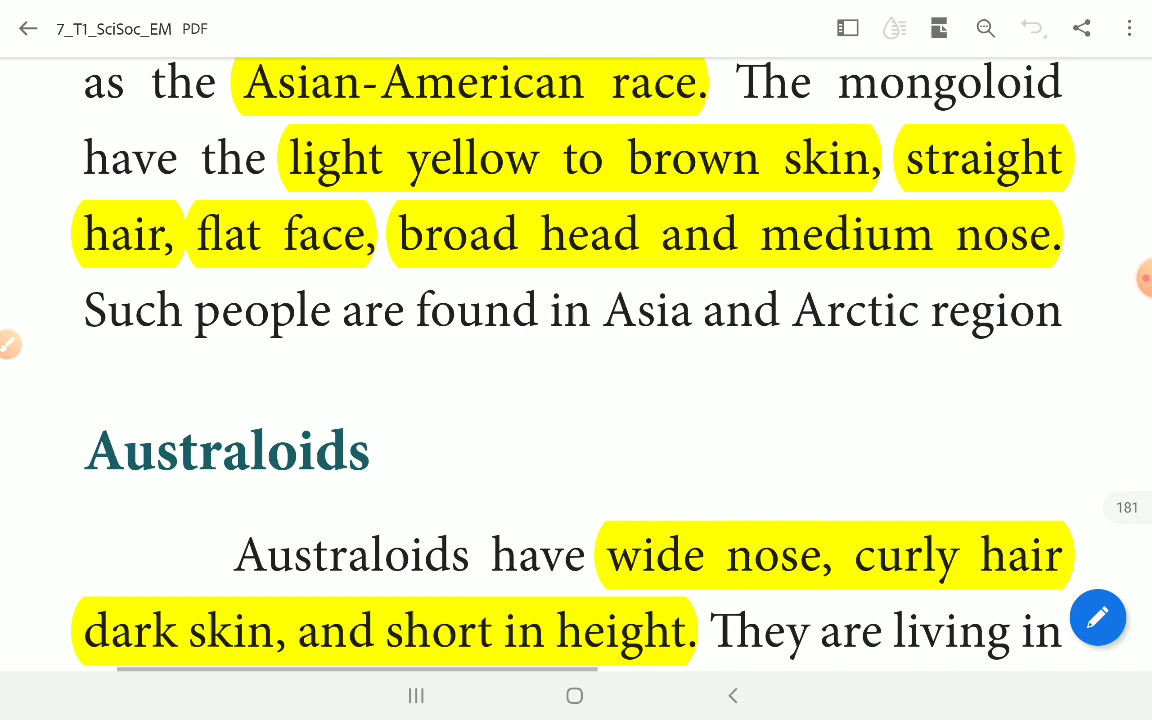 7_T1_SciSoc_EM PDF
as the Asian-American race. The mongoloid
have the light yellow to brown skin, straight
hair, flat face, broad head and medium nose.
Such people are found in Asia and Arctic region
Australoids
181
Australoids have wide nose, curly hair
dark skin, and short in height. They are living in